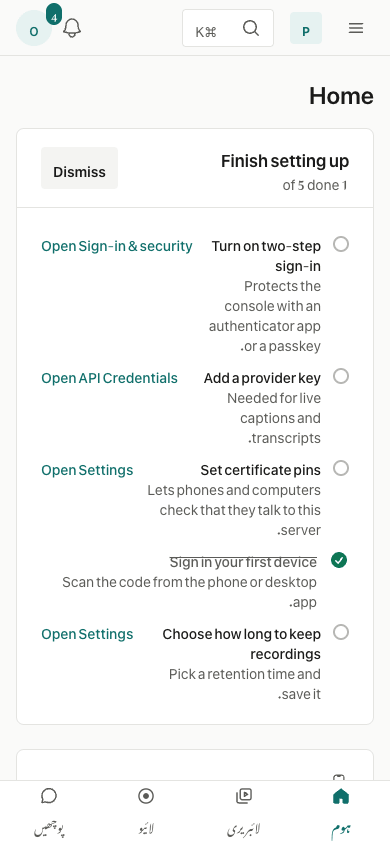 P
K⌘
4
O
Home
Finish setting up
1 of 5 done
Dismiss
Turn on two-step
sign-in
Open Sign-in & security
Protects the
console with an
authenticator app
or a passkey.
Add a provider key
Open API Credentials
Needed for live
captions and
transcripts.
Set certificate pins
Open Settings
Lets phones and computers
check that they talk to this
server.
Sign in your first device
Scan the code from the phone or desktop
app.
Choose how long to keep
recordings
Open Settings
Pick a retention time and
save it.
ہوم
لائبریری
لائیو
پوچھیں